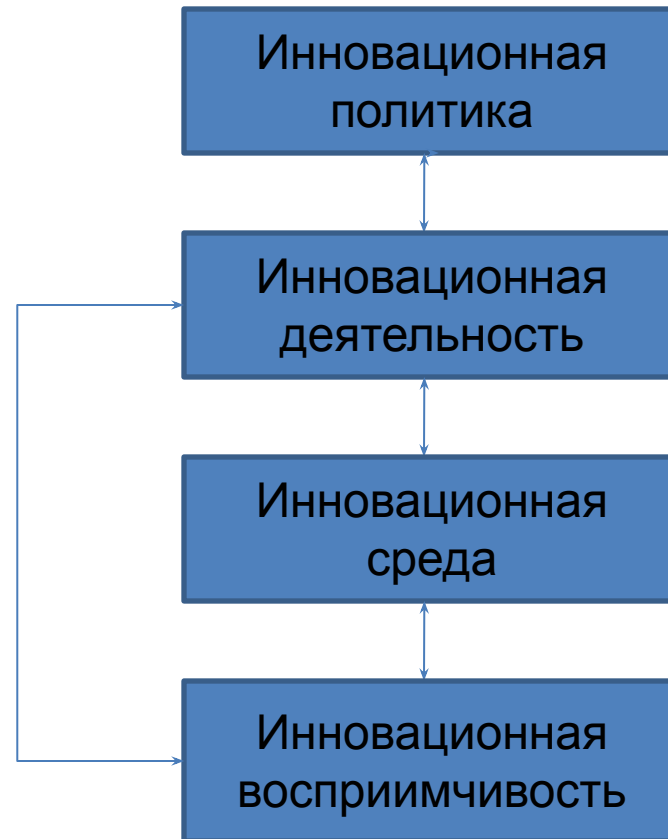 Инновационная
политика
Инновационная
деятельность
Инновационная
среда
Инновационная
восприимчивость